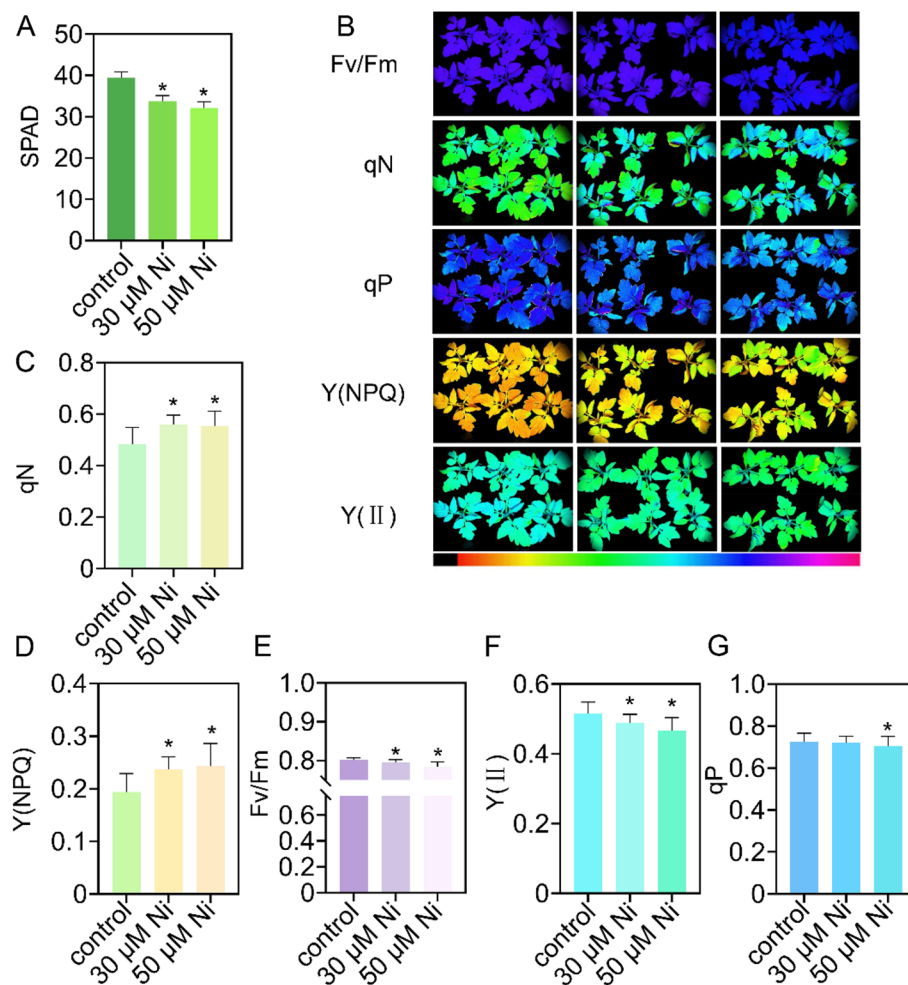 A
SPAD
50
40
30
20
10
0
control
30 μM Ni
50 μM Ni
B
Fv/Fm
qN
qP
Y(NPQ)
Y(Ⅱ)
C
qN
0.8
0.6
0.4
0.2
0
control
30 μM Ni
50 μM Ni
*
*
*
*
D
Y(NPQ)
0.4
0.3
0.2
0.1
0
control
30 μM Ni
50 μM Ni
*
*
E
Fv/Fm
1.0
0.9
0.8
0.6
0.4
0.2
0
control
30 μM Ni
50 μM Ni
*
*
F
Y(Ⅱ)
0.6
0.4
0.2
0
control
30 μM Ni
50 μM Ni
*
*
G
qP
1.0
0.8
0.6
0.4
0.2
0
control
30 μM Ni
50 μM Ni
*